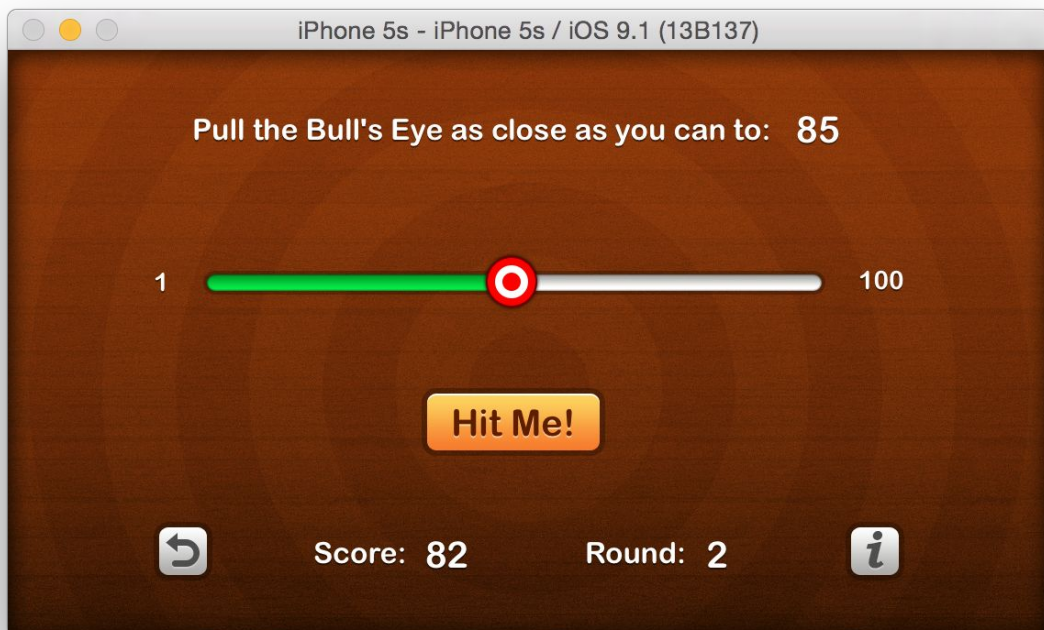 iPhone 5s - iPhone 5s / iOS 9.1 (13B137)
Pull the Bull's Eye as close as you can to: 85
1 100
Hit Me!
Score: 82 Round: 2
i